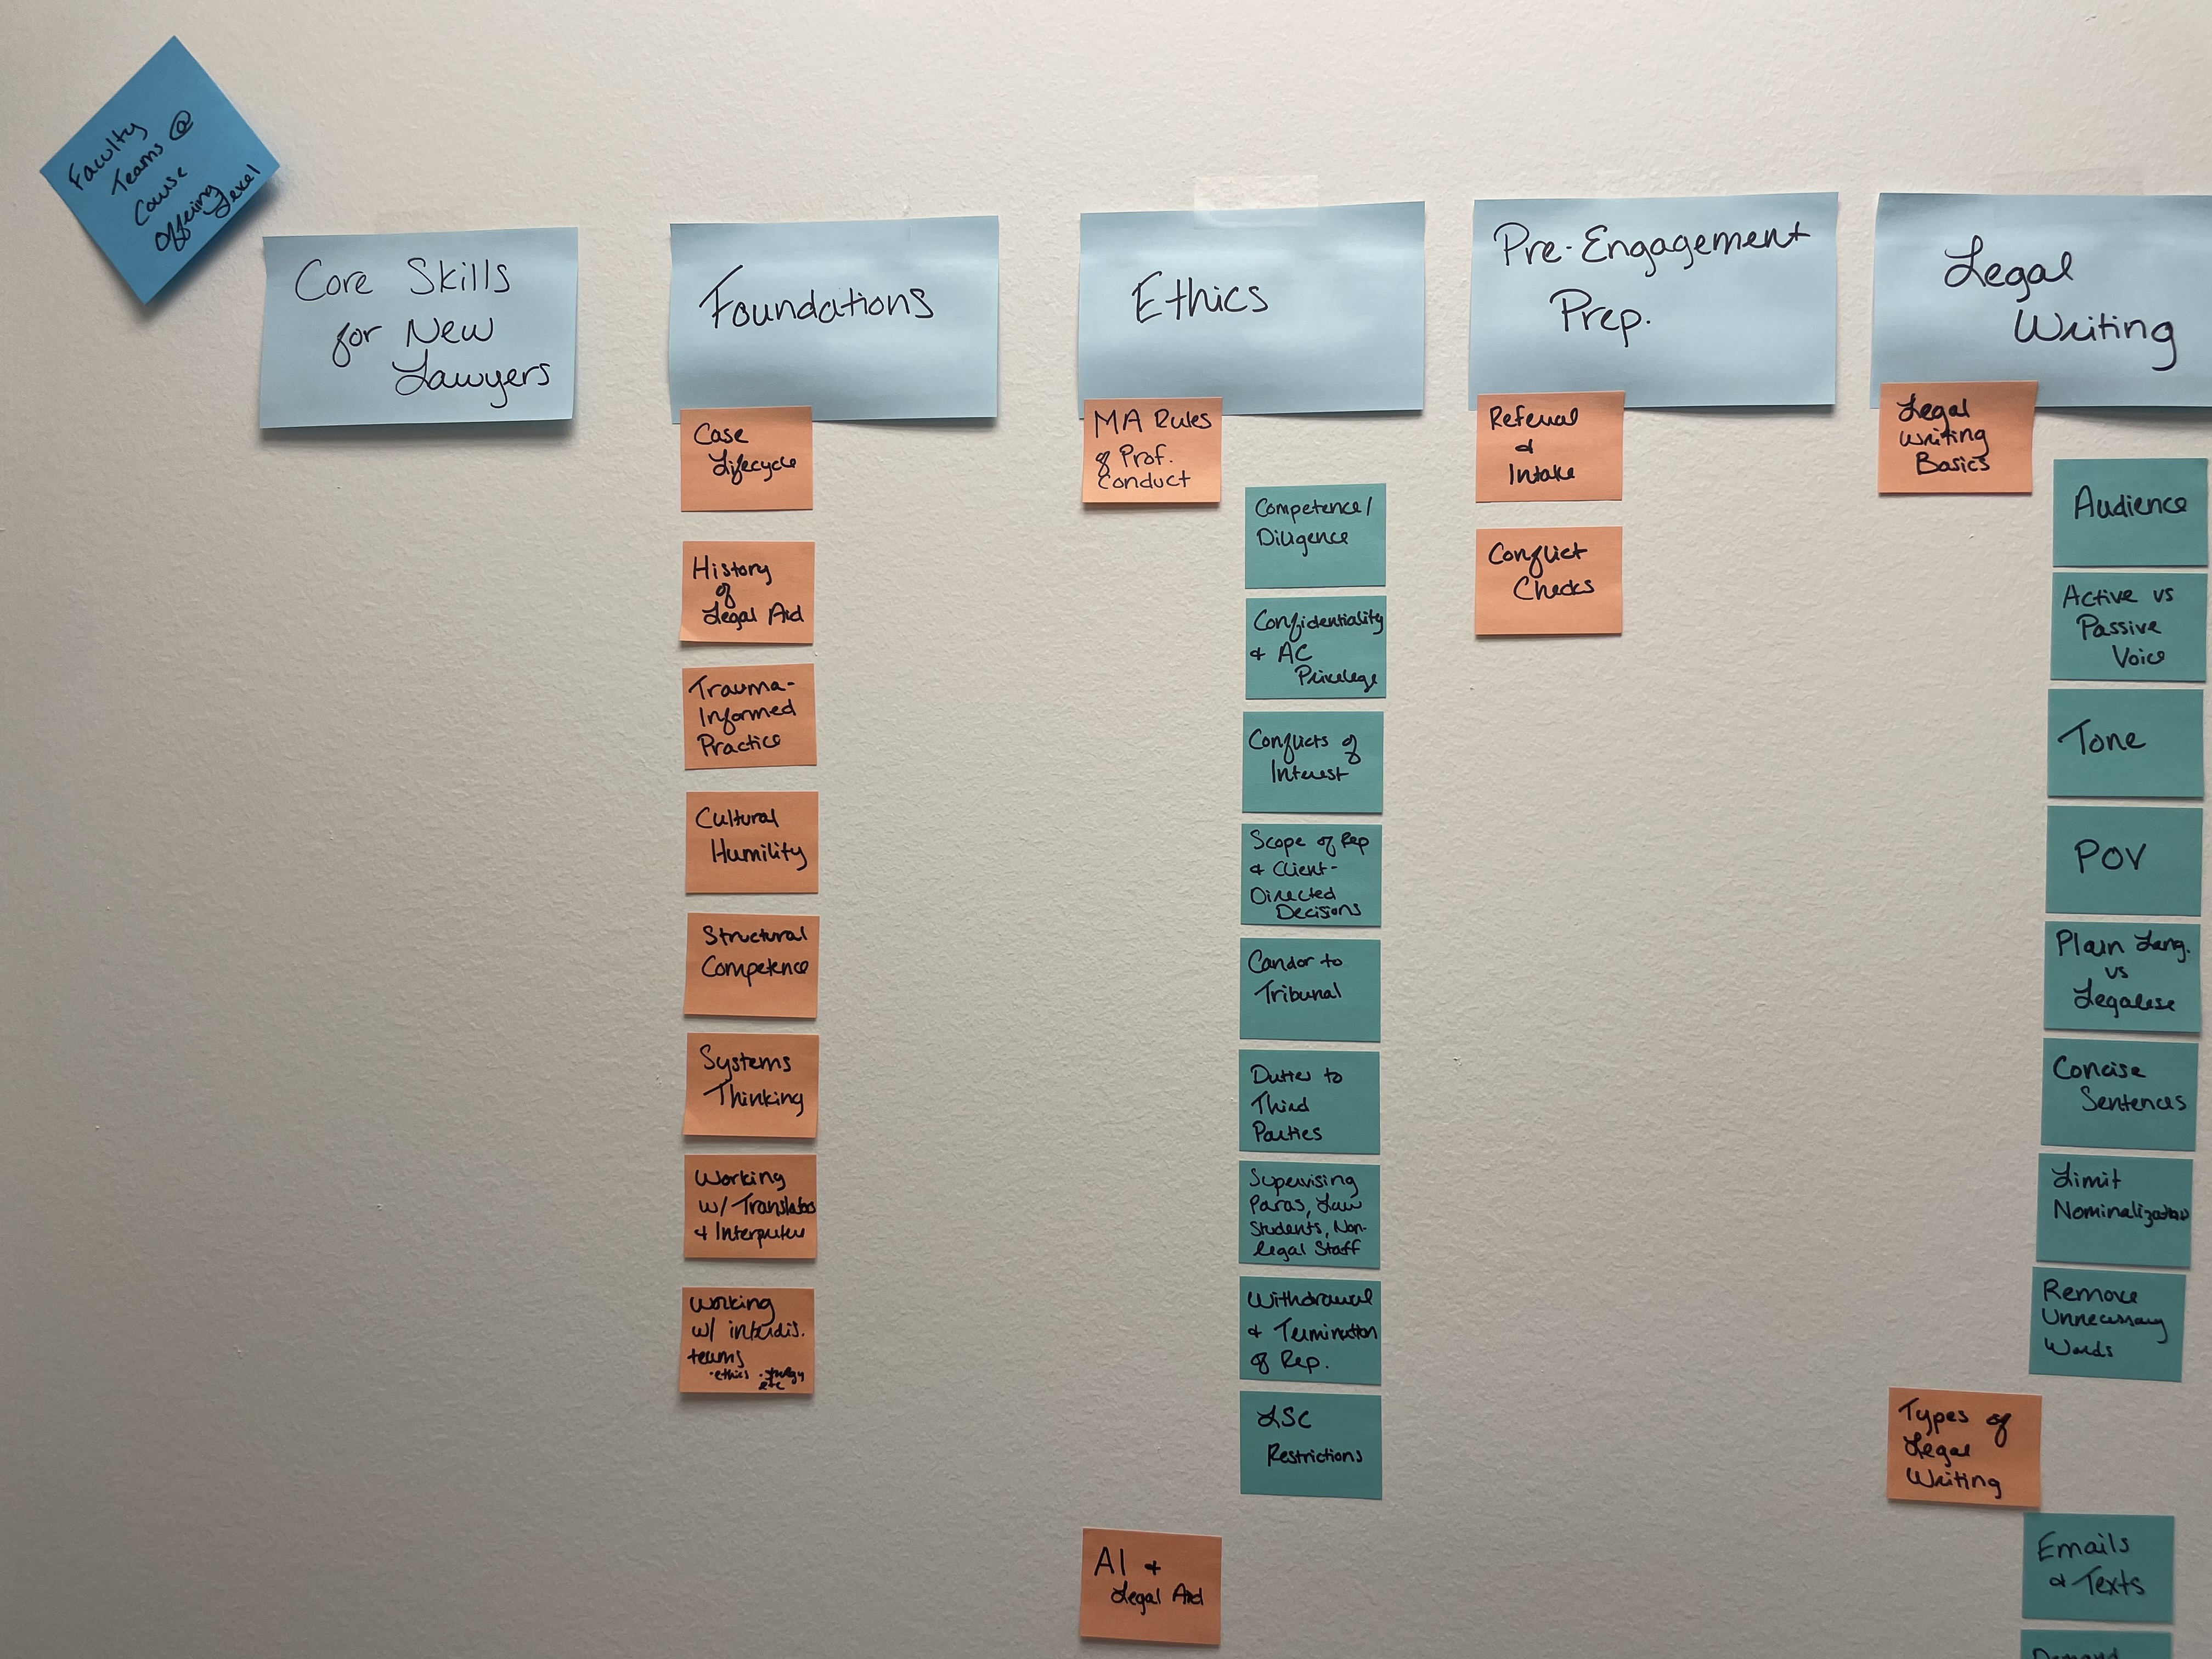 Faculty
Teams @
Course
Offering
Level
Core Skills
for New
Lawyers
Foundations
Case
Lifecycle
History
of
Legal Aid
Trauma-
Informed
Practice
Cultural
Humility
Structural
Competence
Systems
Thinking
Working
w/ Translators
& Interpreter
Working
w/ interdis.
teams
·ethics
etc
Ethics
MA Rules
of Prof.
Conduct
Competence/
Diligence
Confidentiality
& AC
Privelege
Conflicts of
Interest
Scope of Rep
& Client-
Directed
Decisions
Candor to
Tribunal
Duties to
Third
Parties
Supervising
Paras, Law
Students, Non-
legal Staff
Withdrawal
& Termination
of Rep.
LSC
Restrictions
AI &
Legal Aid
Pre-Engagement
Prep.
Referral
&
Intake
Conflict
Checks
Legal
Writing
Legal
Writing
Basics
Audience
Active vs
Passive
Voice
Tone
POV
Plain Lang.
vs
Legalese
Concise
Sentences
Limit
Nominalizations
Remove
Unnecessary
Words
Types of
Legal
Writing
Emails
& Texts
Demand